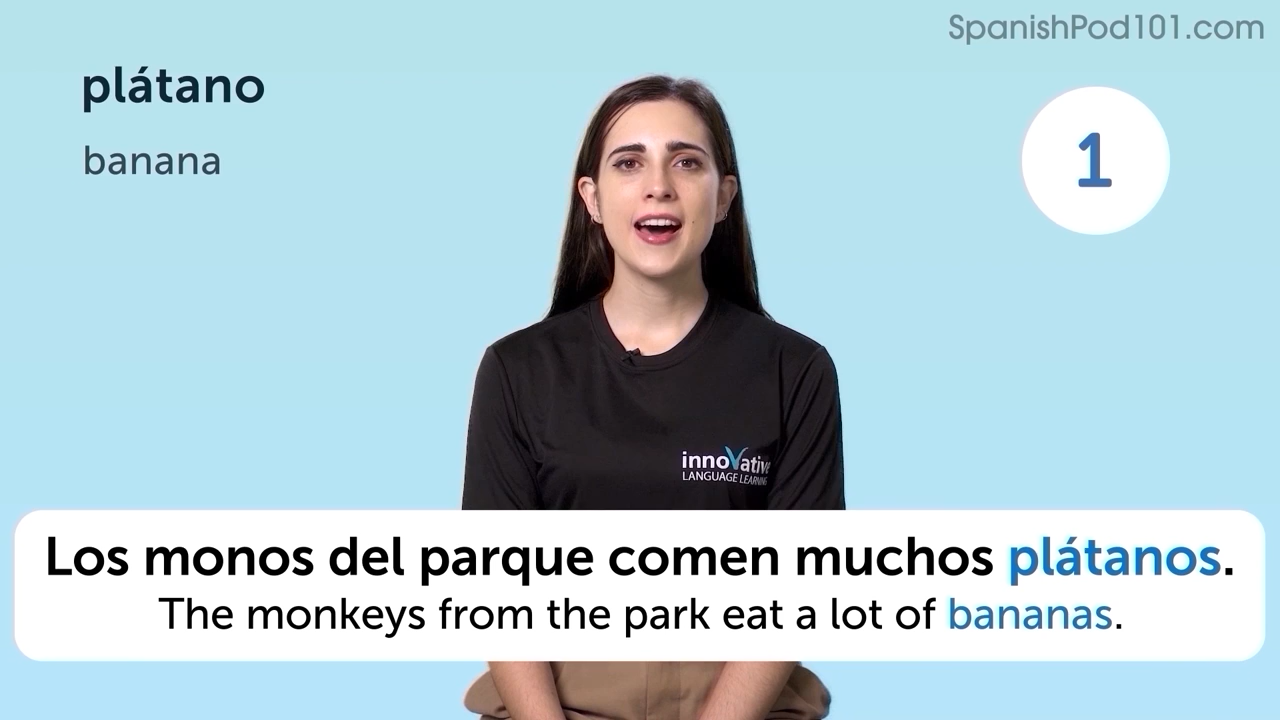 SpanishPod101.com
plátano
banana
1
innovative
LANGUAGE LEARNING
Los monos del parque comen muchos plátanos.
The monkeys from the park eat a lot of bananas.